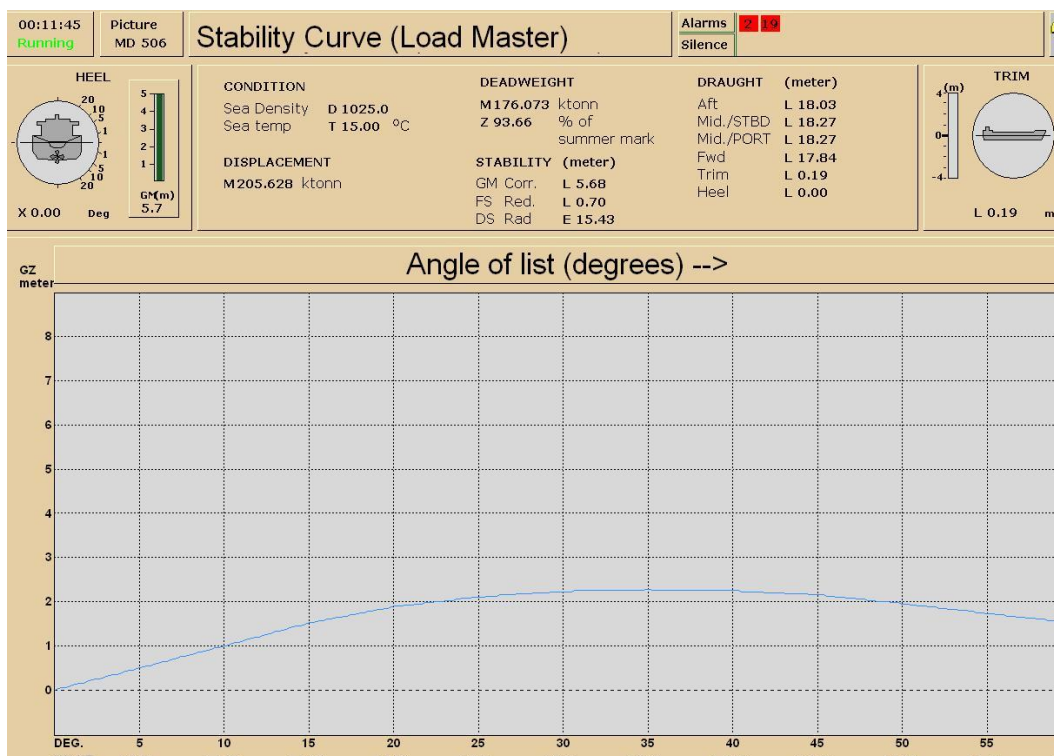 00:11:45
Running
Picture
MD 506
Stability Curve (Load Master)
Alarms 2 19
Silence
HEEL
20
10
5
1
1
5
10
20
X 0.00 Deg
5
4
3
2
1
GM(m)
5.7
CONDITION
Sea Density D 1025.0
Sea temp T 15.00 °C
DISPLACEMENT
M205.628 ktonn
DEADWEIGHT
M176.073 ktonn
Z 93.66 % of
summer mark
STABILITY (meter)
GM Corr. L 5.68
FS Red. L 0.70
DS Rad E 15.43
DRAUGHT (meter)
Aft L 18.03
Mid./STBD L 18.27
Mid./PORT L 18.27
Fwd L 17.84
Trim L 0.19
Heel L 0.00
TRIM
4 (m)
0
-4
L 0.19 m
GZ
meter
Angle of list (degrees) -->
8
7
6
5
4
3
2
1
0
DEG. 5 10 15 20 25 30 35 40 45 50 55